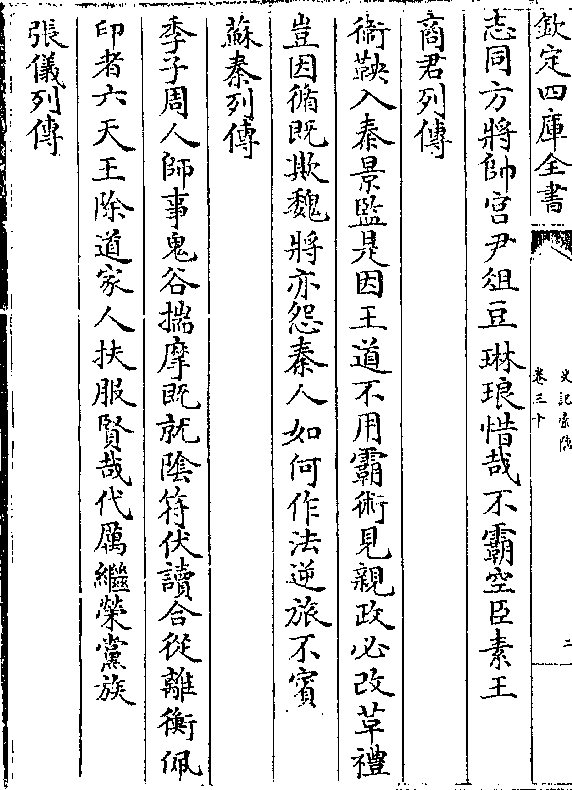 欽定四庫全書
史記索隱
卷三十
二
志同方將帥宫尹俎豆琳琅惜哉不霸空臣素王
商君列傳
衞鞅入秦景監是因王道不用霸術見親政必改革禮
豈因循既欺魏將亦怨秦人如何作法逆旅不賓
蘇秦列傳
季子周人師事鬼谷揣摩既就陰符伏讀合從離衡佩
印者六天王除道家人扶服賢哉代厲繼榮黨族
張儀列傳